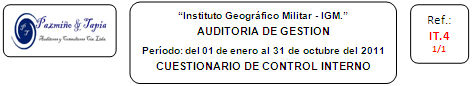 Pazmiño & Tapia
Auditores y Consultores Cia. Ltda.
“Instituto Geográfico Militar - IGM.”
AUDITORIA DE GESTION
Período: del 01 de enero al 31 de octubre del 2011
CUESTIONARIO DE CONTROL INTERNO
Ref.:
IT.4
1/1